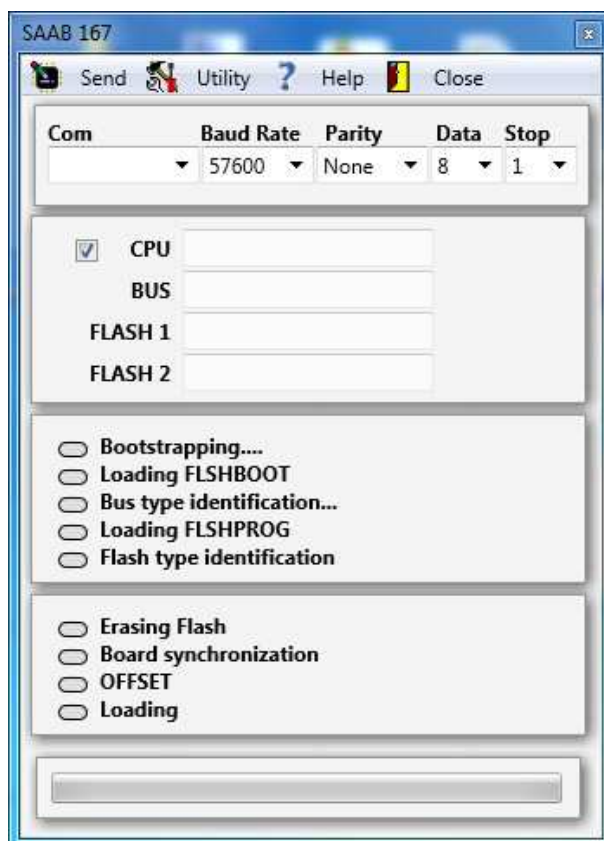 SAAB 167
Send Utility ? Help Close
Com Baud Rate Parity Data Stop
57600 None 8 1
CPU
BUS
FLASH 1
FLASH 2
Bootstrapping....
Loading FLSHBOOT
Bus type identification...
Loading FLSHPROG
Flash type identification
Erasing Flash
Board synchronization
OFFSET
Loading